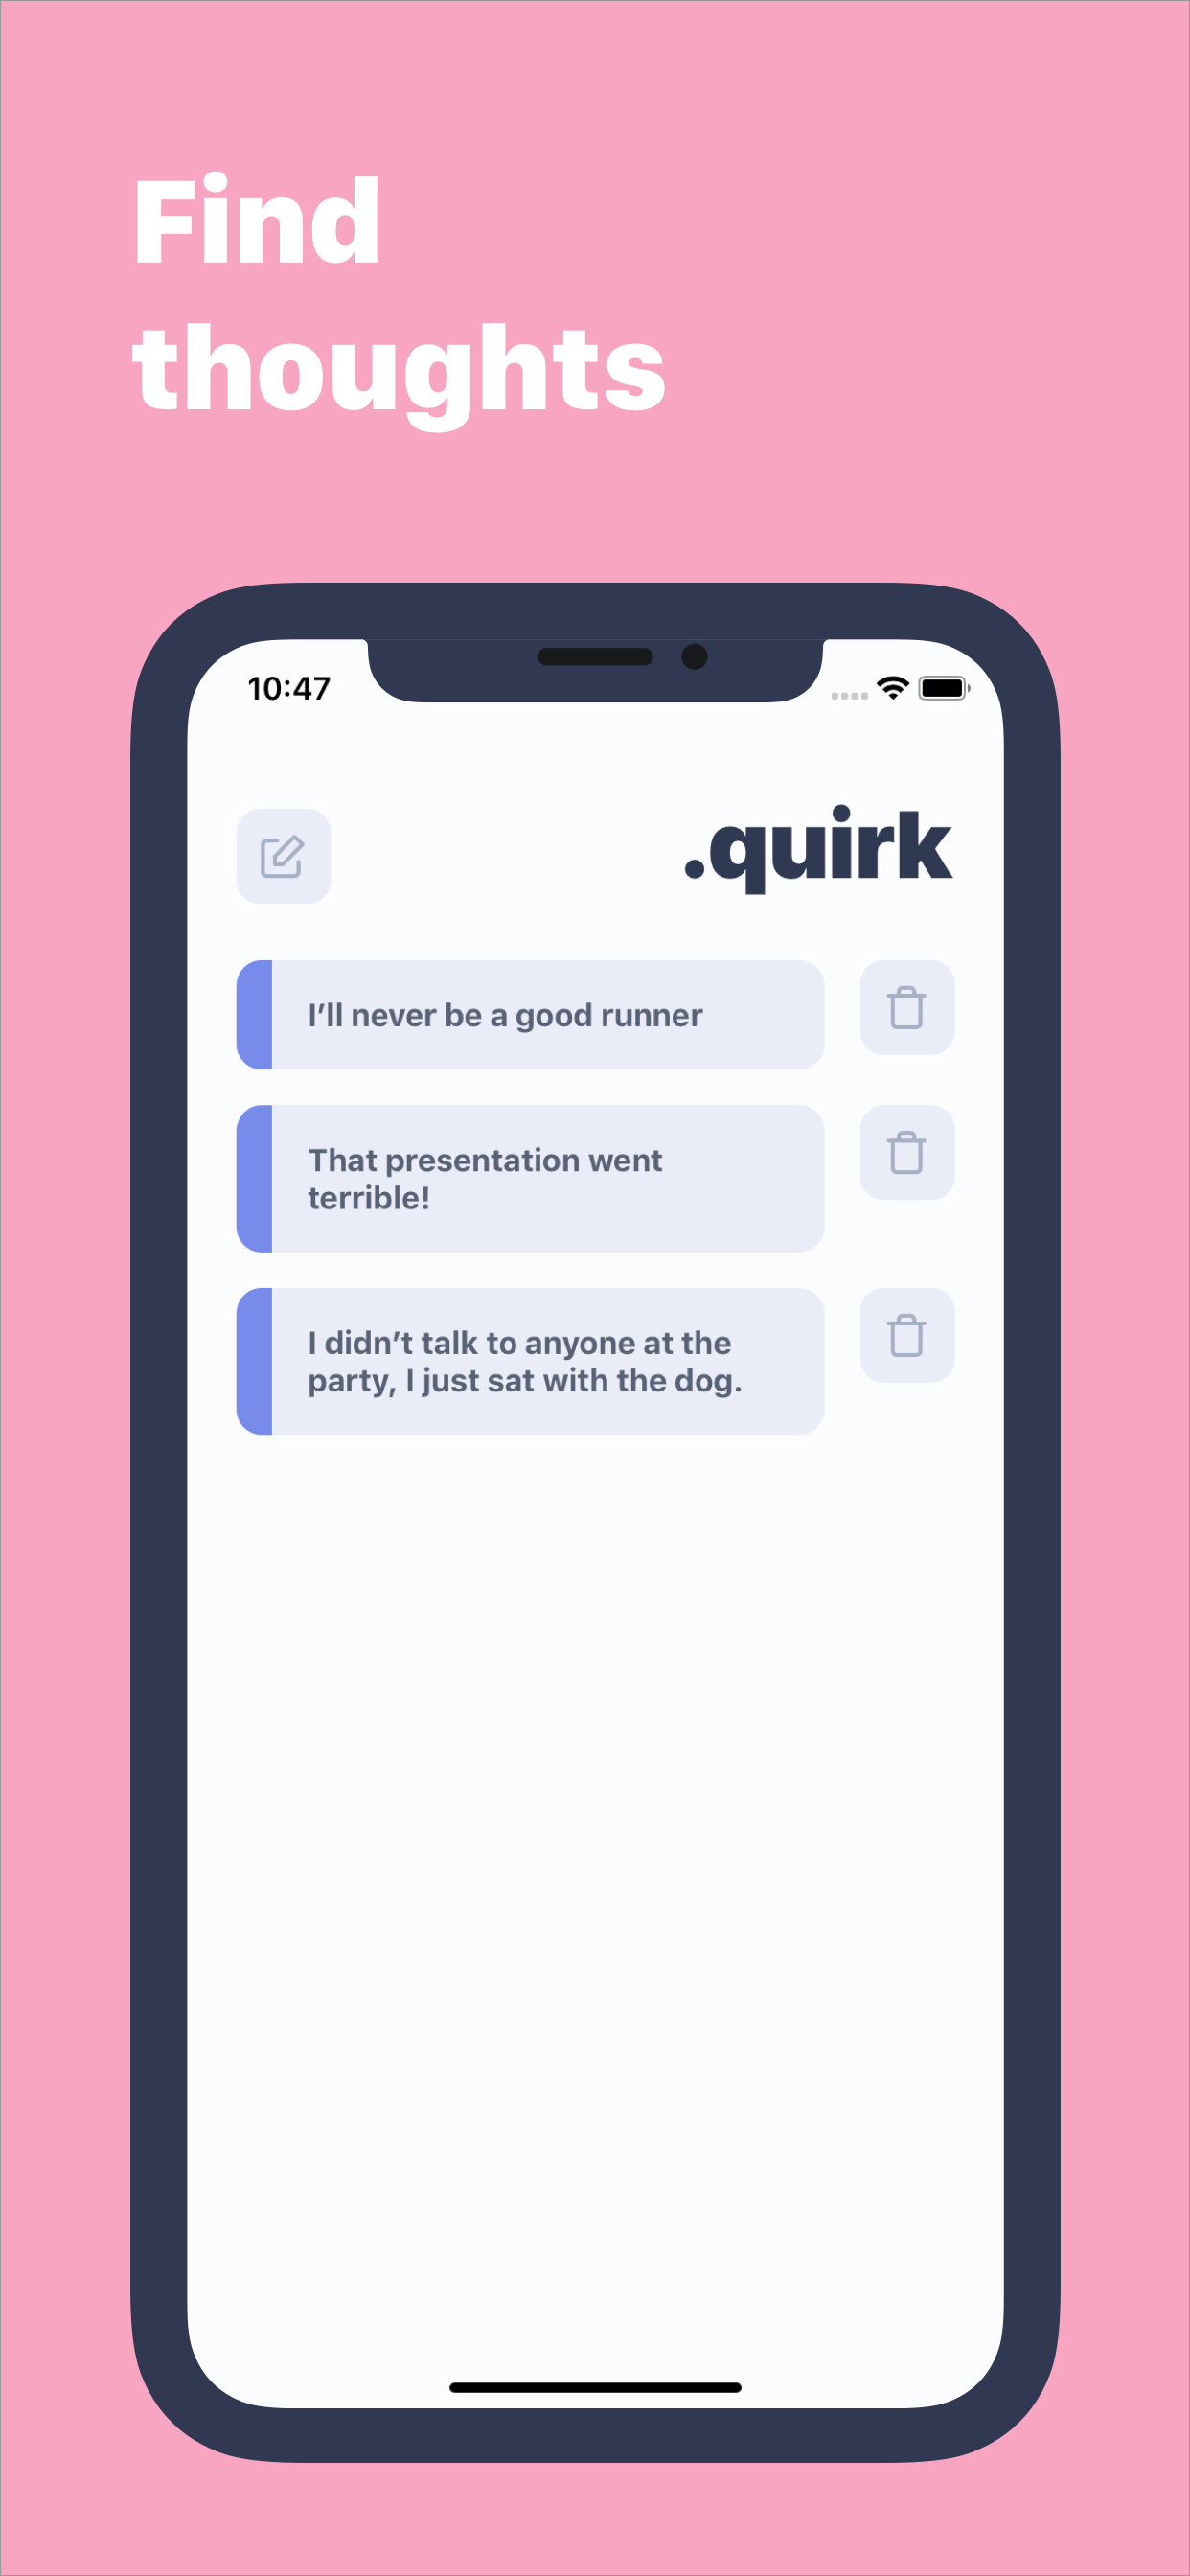 Find
thoughts
10:47
.quirk
I’ll never be a good runner
That presentation went
terrible!
I didn’t talk to anyone at the
party, I just sat with the dog.